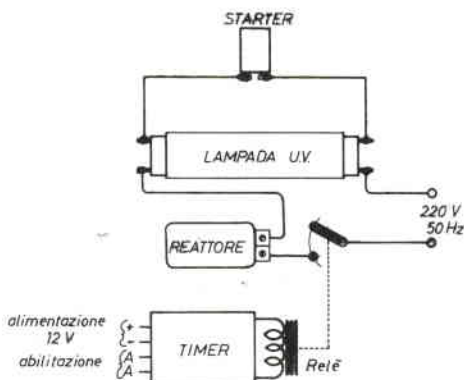 STARTER
LAMPADA U.V.
220 V
50 Hz
REATTORE
alimentazione
12 V
+
-
TIMER
abilitazione
A
A
Relè